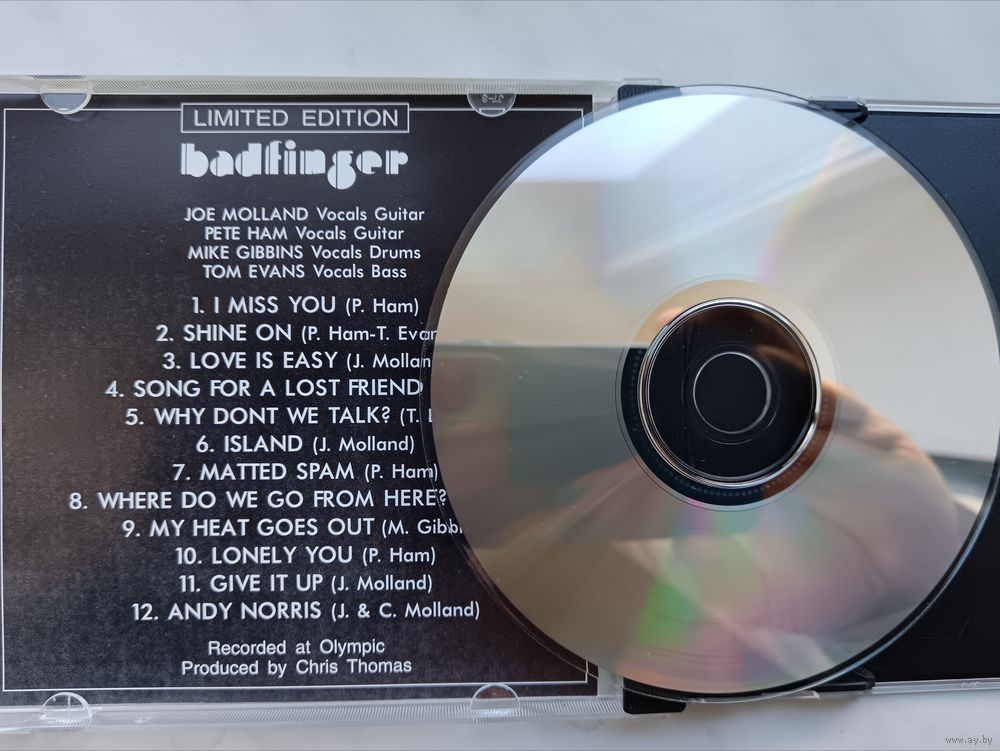 LIMITED EDITION
badfinger
JOE MOLLAND Vocals Guitar
PETE HAM Vocals Guitar
MIKE GIBBINS Vocals Drums
TOM EVANS Vocals Bass
1. I MISS YOU (P. Ham)
2. SHINE ON (P. Ham-T. Evan
3. LOVE IS EASY (J. Mollan
4. SONG FOR A LOST FRIEND
5. WHY DONT WE TALK? (T.
6. ISLAND (J. Molland)
7. MATTED SPAM (P. Ham)
8. WHERE DO WE GO FROM HERE?
9. MY HEAT GOES OUT (M. Gibbi
10. LONELY YOU (P. Ham)
11. GIVE IT UP (J. Molland)
12. ANDY NORRIS (J. & C. Molland)
Recorded at Olympic
Produced by Chris Thomas
www.ay.by